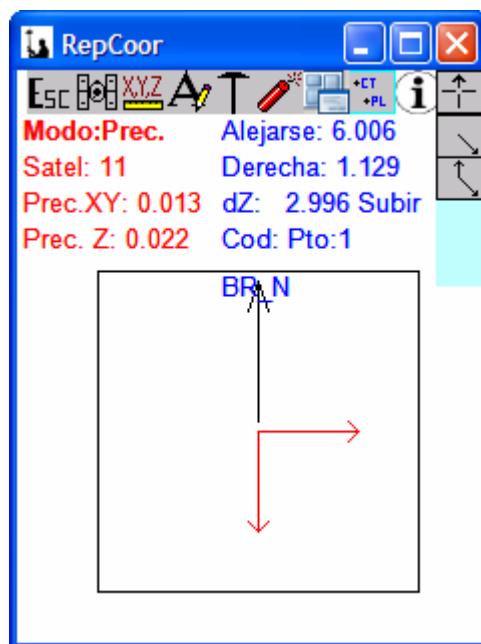 RepCoor
Esc XYZ A T +CT +PL i
Modo:Prec. Alejarse: 6.006
Satel: 11 Derecha: 1.129
Prec.XY: 0.013 dZ: 2.996 Subir
Prec. Z: 0.022 Cod: Pto:1
BR_N